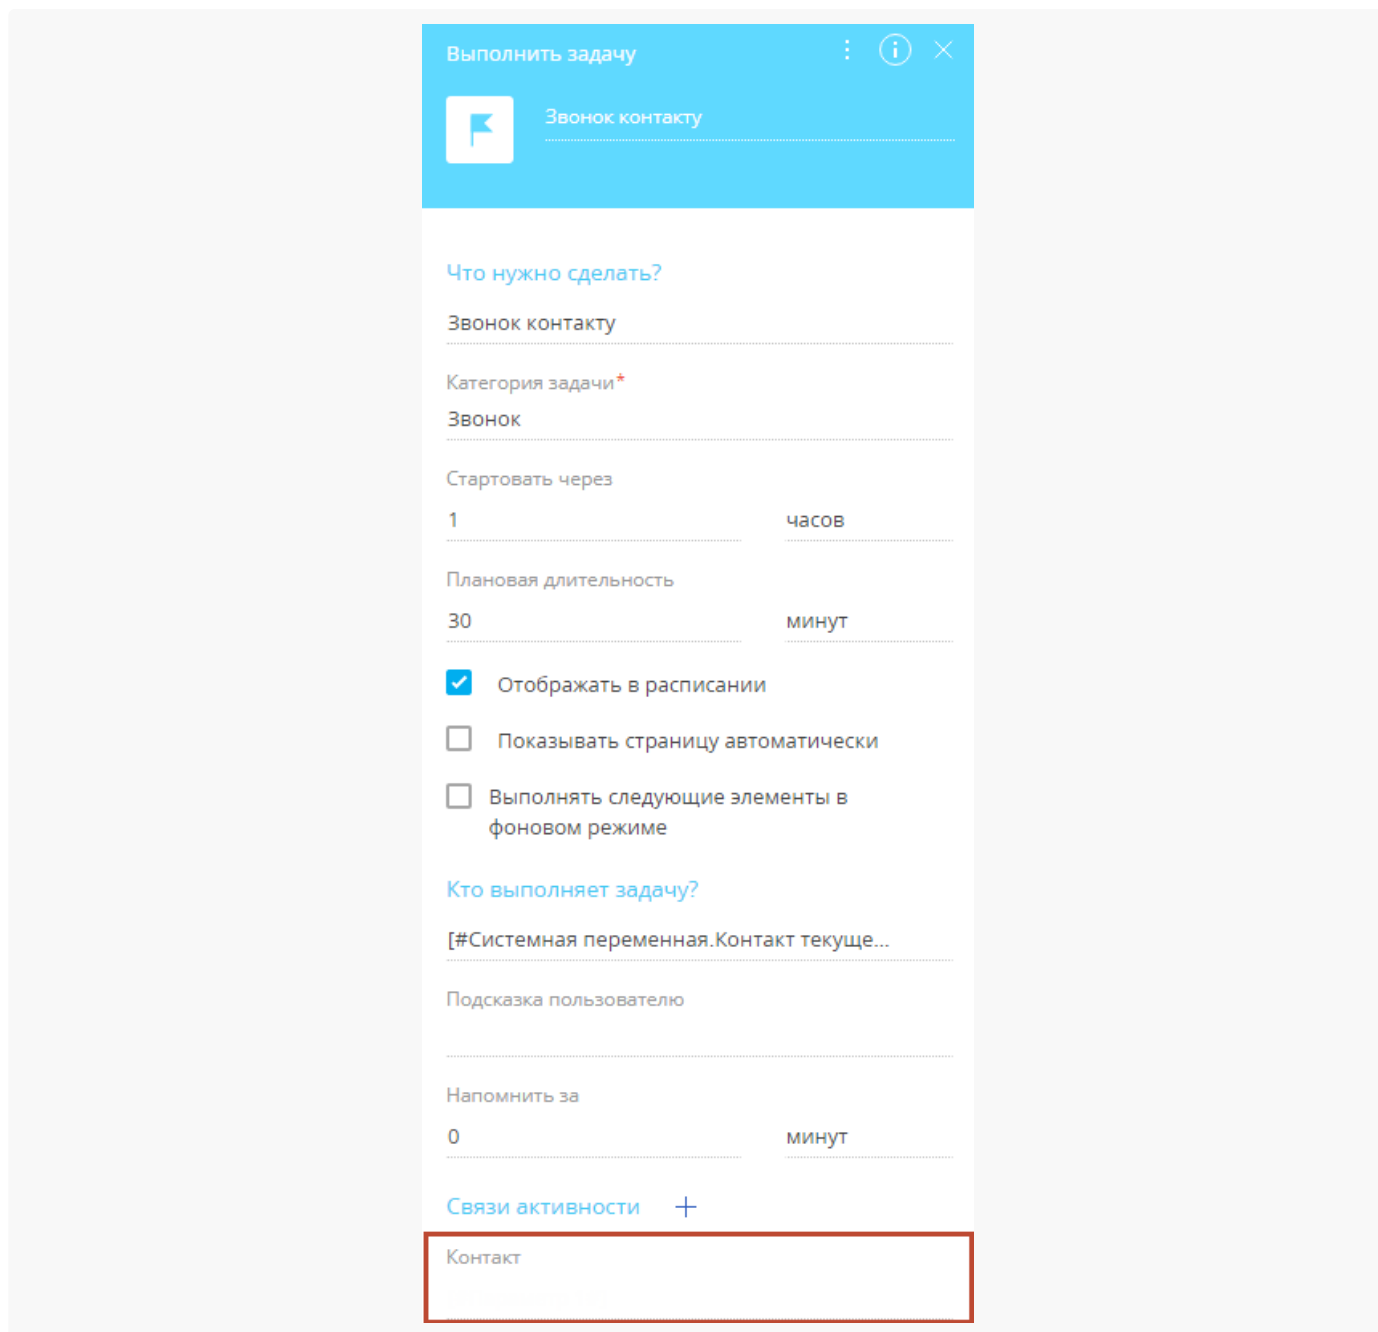 Выполнить задачу
Звонок контакту
Что нужно сделать?
Звонок контакту
Категория задачи*
Звонок
Стартовать через
1 часов
Плановая длительность
30 минут
Отображать в расписании
Показывать страницу автоматически
Выполнять следующие элементы в
фоновом режиме
Кто выполняет задачу?
[#Системная переменная.Контакт текуще...
Подсказка пользователю
Напомнить за
0 минут
Связи активности +
Контакт